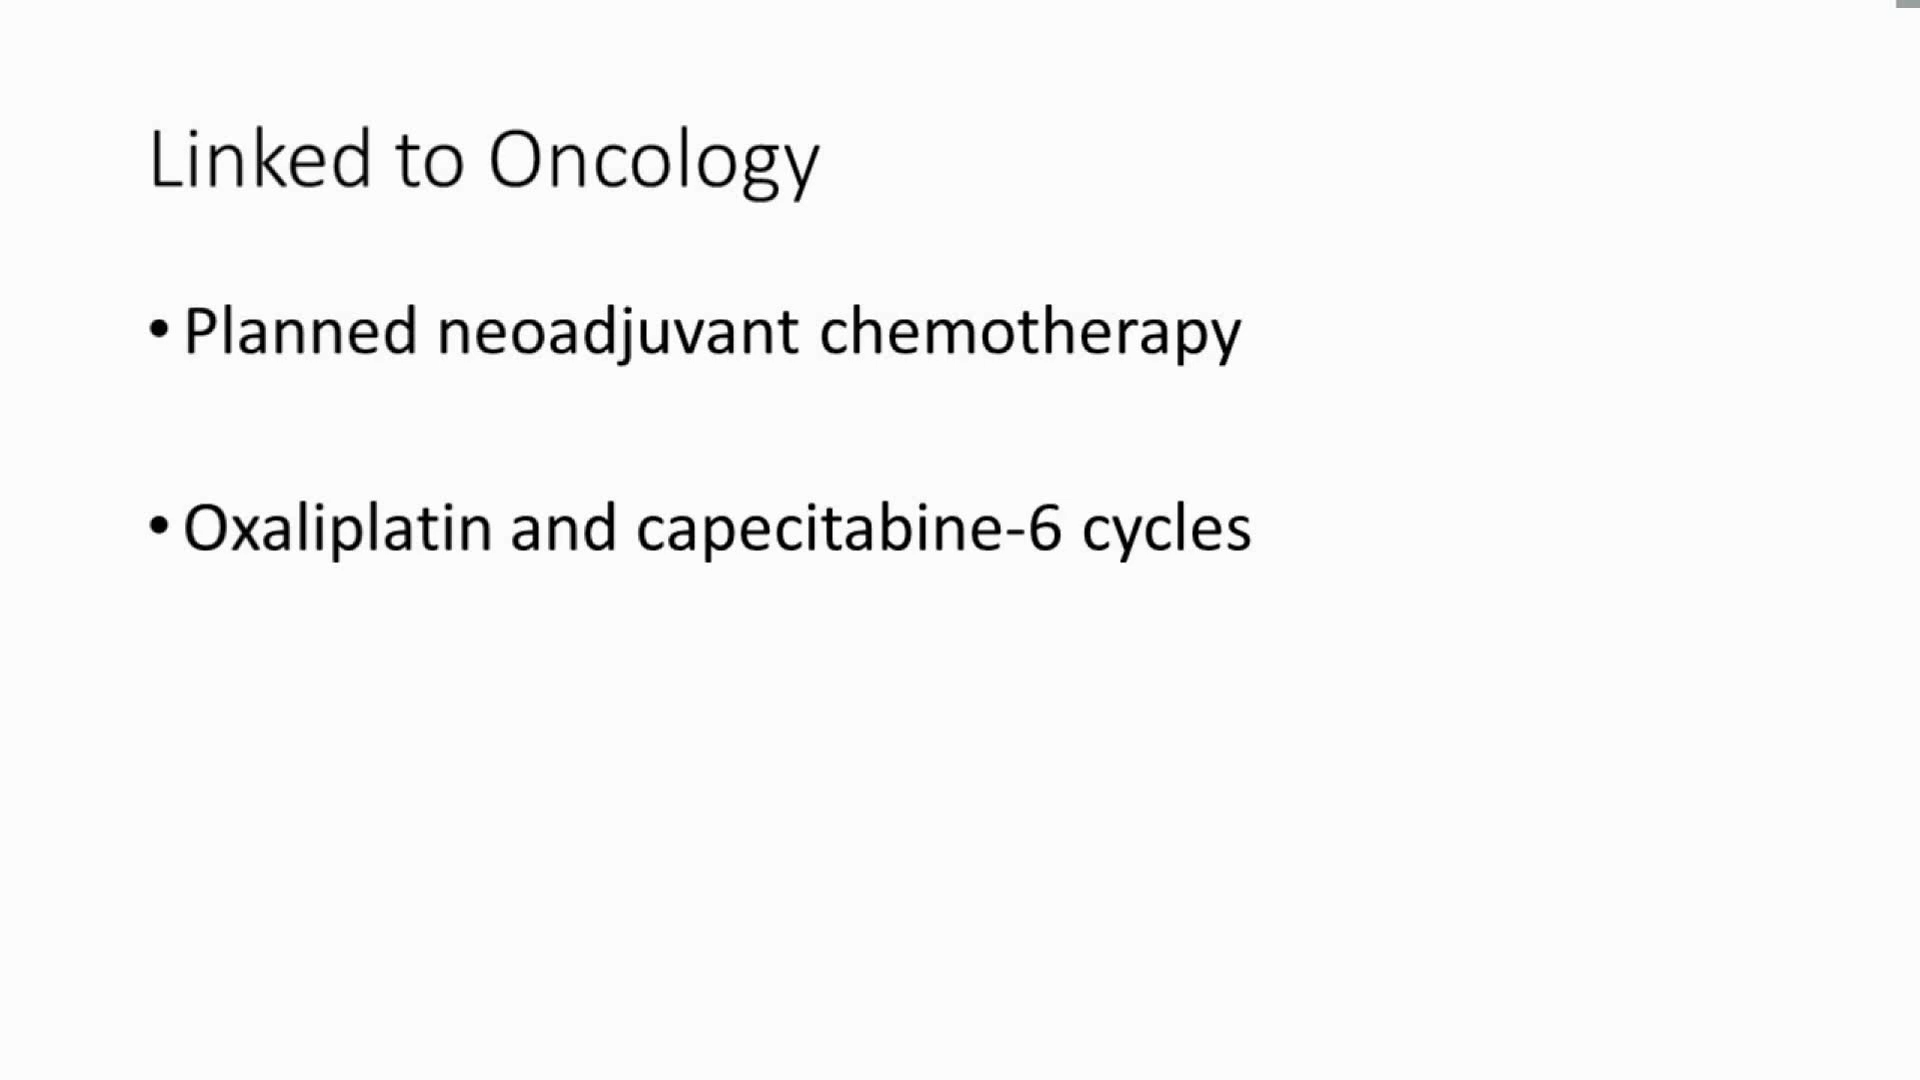 Linked to Oncology
• Planned neoadjuvant chemotherapy
• Oxaliplatin and capecitabine-6 cycles